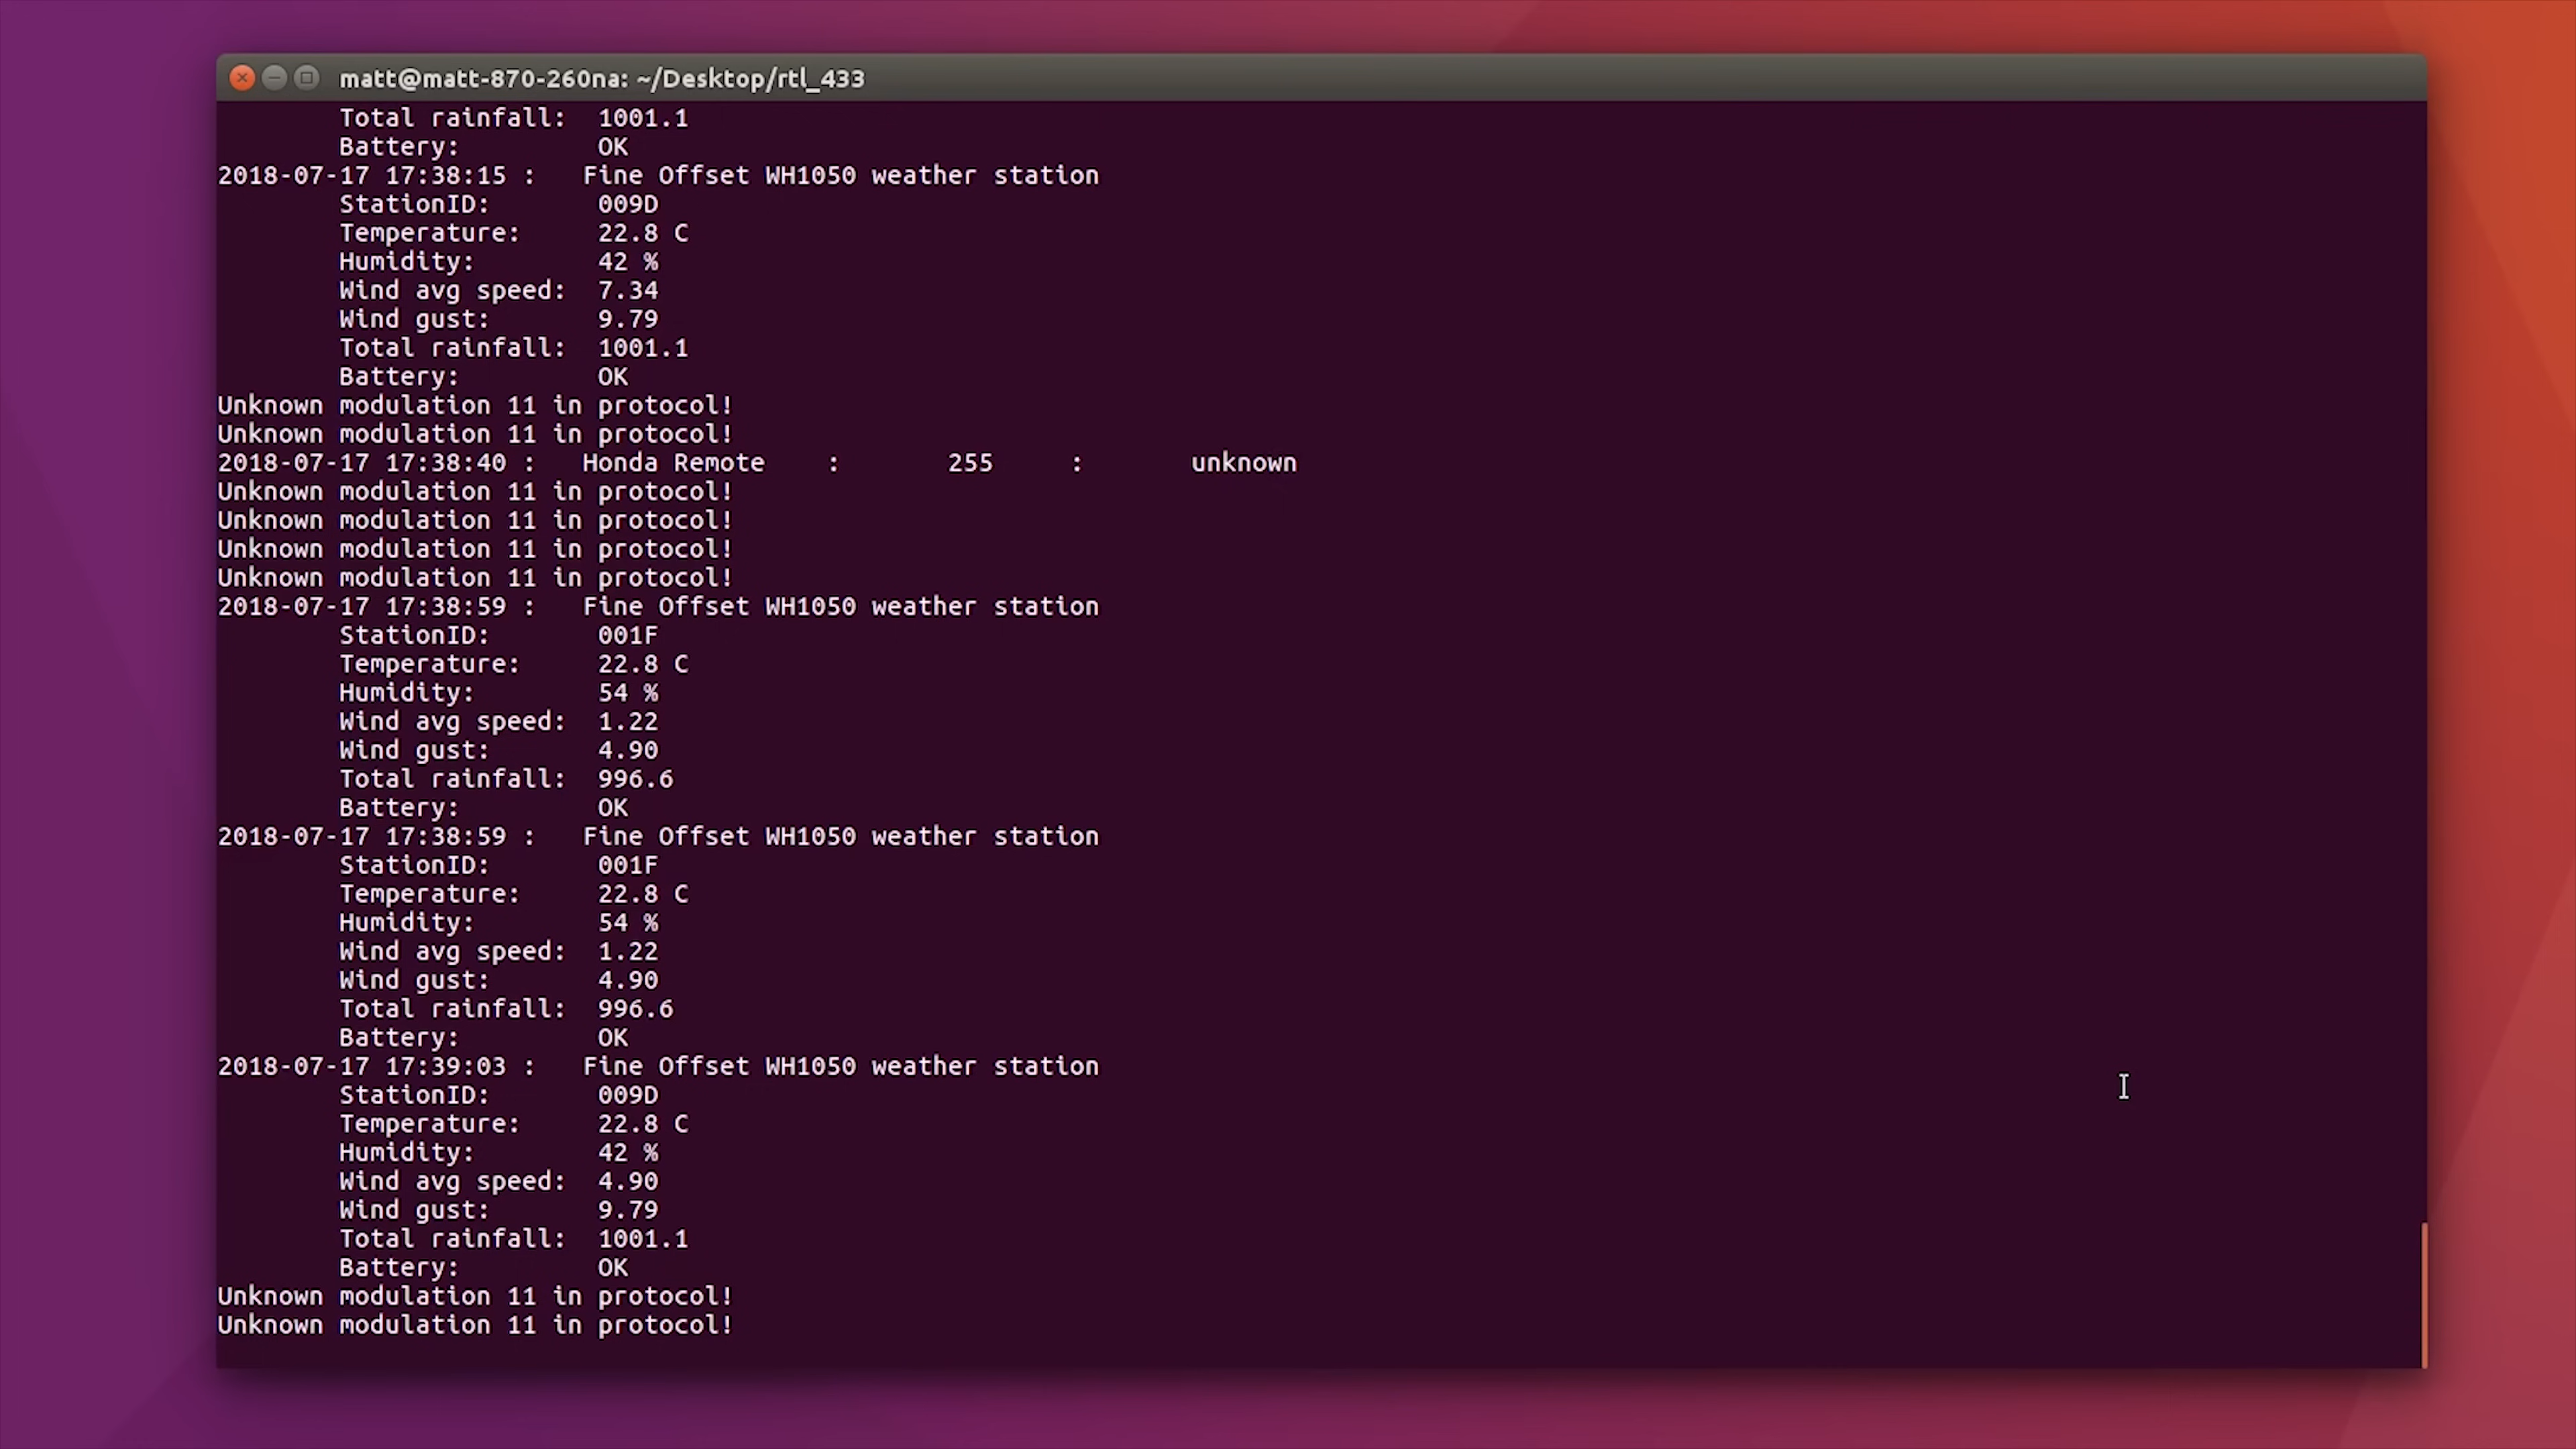 matt@matt-870-260na: ~/Desktop/rtl_433
Total rainfall: 1001.1
Battery: OK
2018-07-17 17:38:15 : Fine Offset WH1050 weather station
StationID: 009D
Temperature: 22.8 C
Humidity: 42 %
Wind avg speed: 7.34
Wind gust: 9.79
Total rainfall: 1001.1
Battery: OK
Unknown modulation 11 in protocol!
Unknown modulation 11 in protocol!
2018-07-17 17:38:40 : Honda Remote : 255 : unknown
Unknown modulation 11 in protocol!
Unknown modulation 11 in protocol!
Unknown modulation 11 in protocol!
Unknown modulation 11 in protocol!
2018-07-17 17:38:59 : Fine Offset WH1050 weather station
StationID: 001F
Temperature: 22.8 C
Humidity: 54 %
Wind avg speed: 1.22
Wind gust: 4.90
Total rainfall: 996.6
Battery: OK
2018-07-17 17:38:59 : Fine Offset WH1050 weather station
StationID: 001F
Temperature: 22.8 C
Humidity: 54 %
Wind avg speed: 1.22
Wind gust: 4.90
Total rainfall: 996.6
Battery: OK
2018-07-17 17:39:03 : Fine Offset WH1050 weather station
StationID: 009D
Temperature: 22.8 C
Humidity: 42 %
Wind avg speed: 4.90
Wind gust: 9.79
Total rainfall: 1001.1
Battery: OK
Unknown modulation 11 in protocol!
Unknown modulation 11 in protocol!